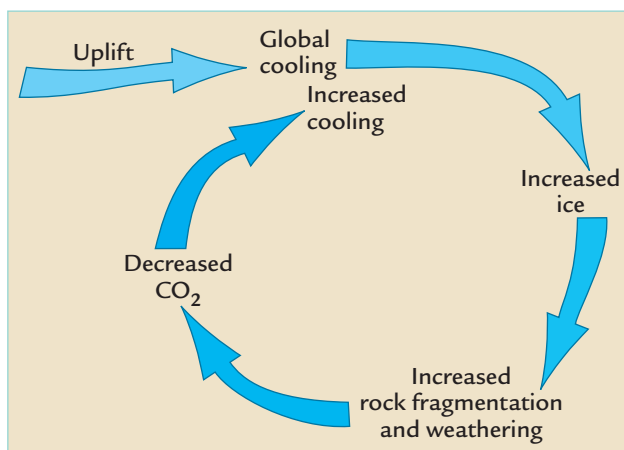 Uplift
Global
cooling
Increased
cooling
Increased
ice
Increased
rock fragmentation
and weathering
Decreased
CO₂